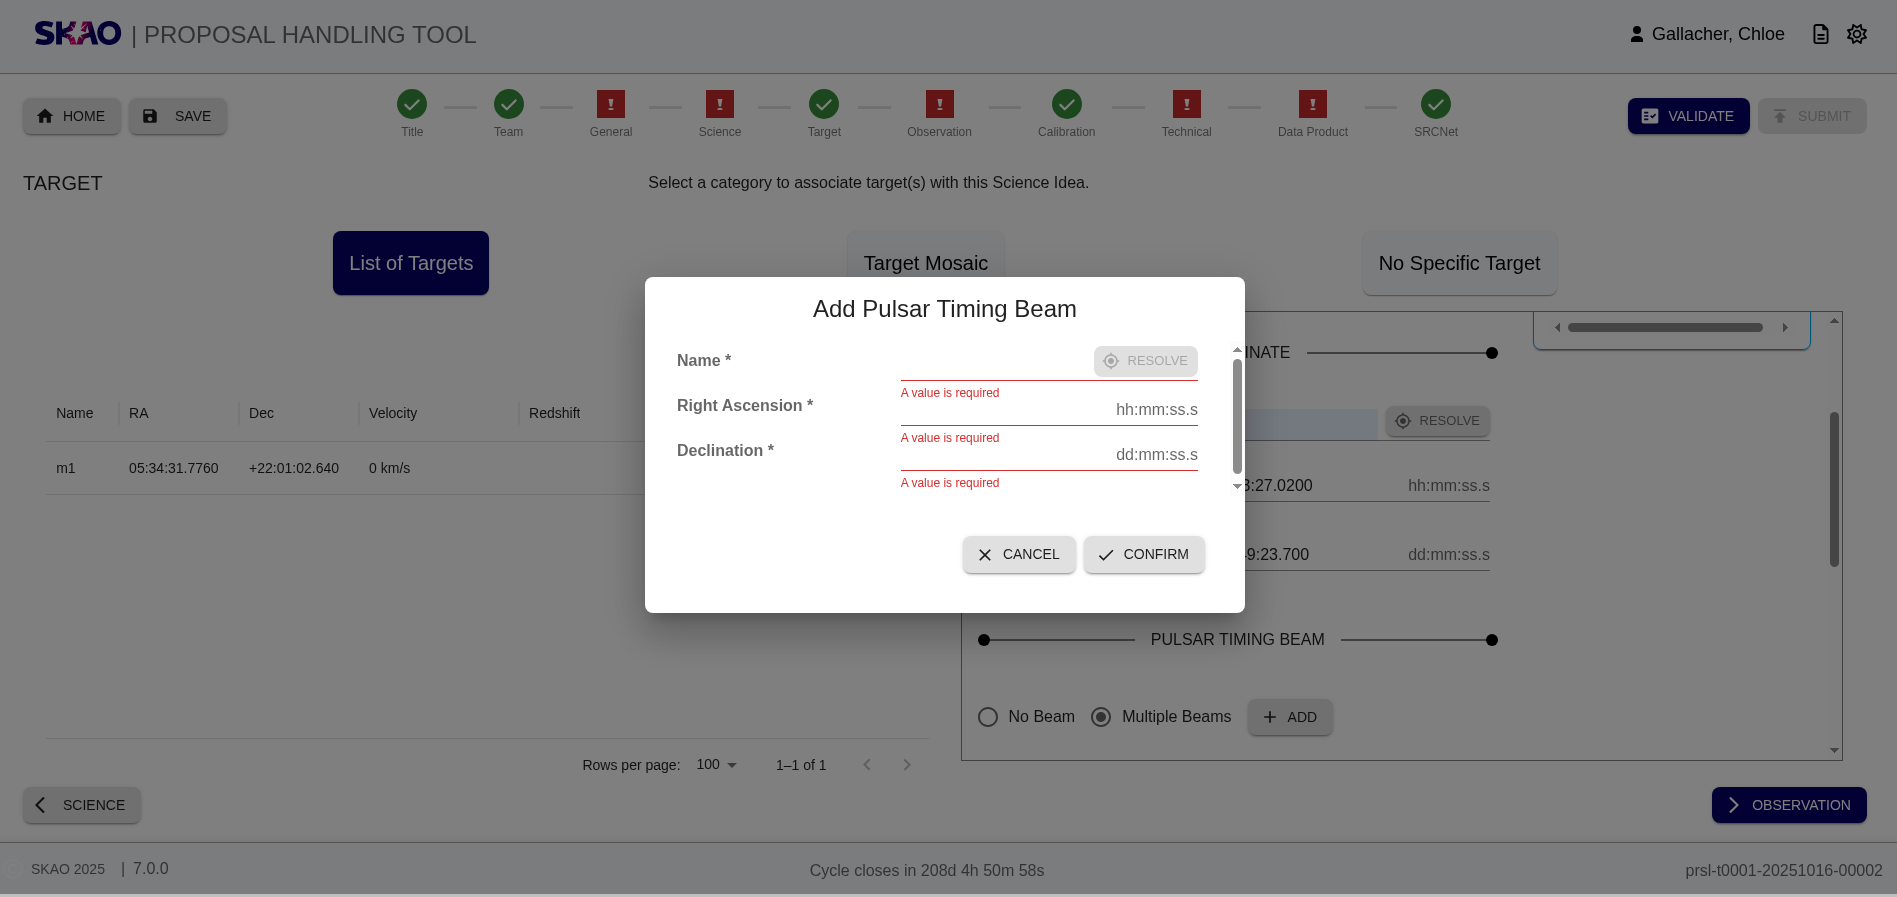 SKAO | PROPOSAL HANDLING TOOL
Gallacher, Chloe
HOME
SAVE
Title
Team
General
Science
Target
Observation
Calibration
Technical
Data Product
SRCNet
VALIDATE
SUBMIT
TARGET
Select a category to associate target(s) with this Science Idea.
List of Targets
Target Mosaic
No Specific Target
Add Pulsar Timing Beam
Name *
RESOLVE
A value is required
Right Ascension *
hh:mm:ss.s
A value is required
Declination *
dd:mm:ss.s
A value is required
CANCEL
CONFIRM
Name RA Dec Velocity Redshift
m1 05:34:31.7760 +22:01:02.640 0 km/s
INATE
RESOLVE
3:27.0200 hh:mm:ss.s
9:23.700 dd:mm:ss.s
PULSAR TIMING BEAM
No Beam
Multiple Beams
ADD
Rows per page: 100 1–1 of 1
SCIENCE
OBSERVATION
SKAO 2025 | 7.0.0
Cycle closes in 208d 4h 50m 58s
prsl-t0001-20251016-00002